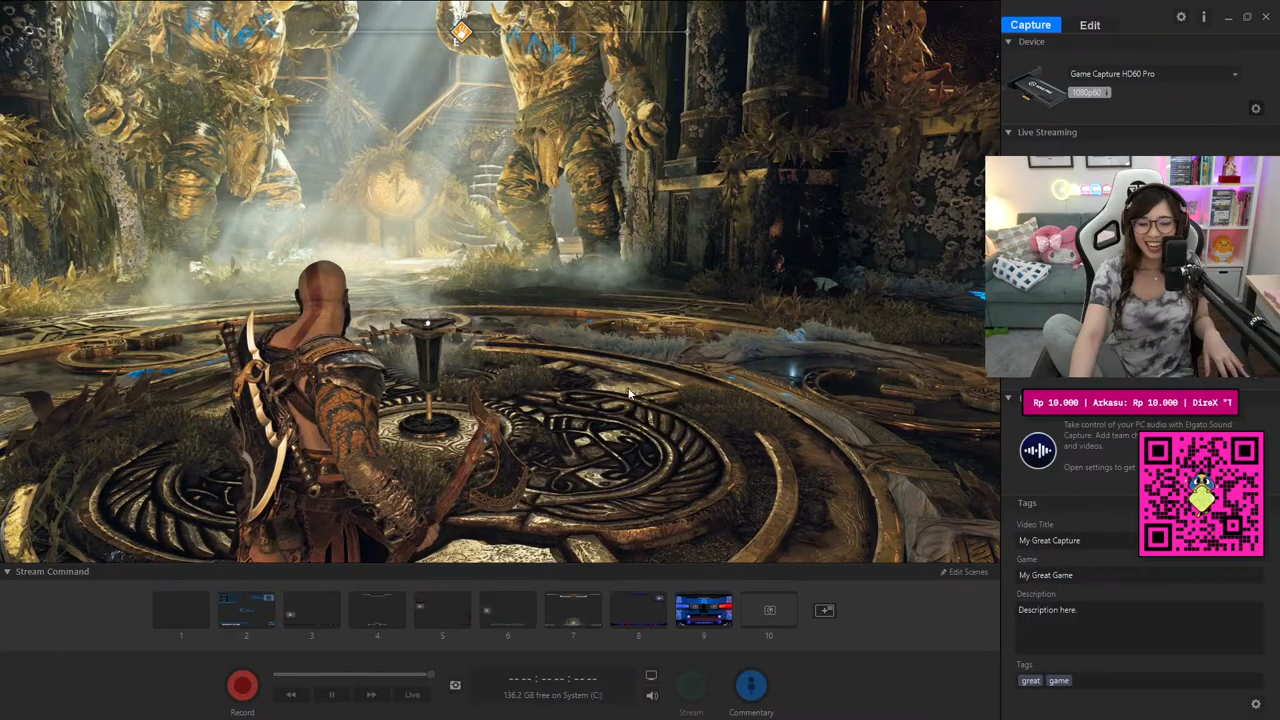 Capture
Edit
Device
Game Capture HD60 Pro
1080p60
Live Streaming
Rp 10.000 | Arkasu: Rp 10.000 | DireX "T
Take control of your PC audio with Elgato Sound
Capture. Add team ch
and videos.
Open settings to get
Tags
Video Title
My Great Capture
Game:
My Great Game
Description
Description here.
Tags
great
game
Stream Command
Edit Scenes
1
2
3
4
5
6
7
8
9
10
Live
-- : -- : -- : --
136.2 GB free on System (C:)
Record
Stream
Commentary